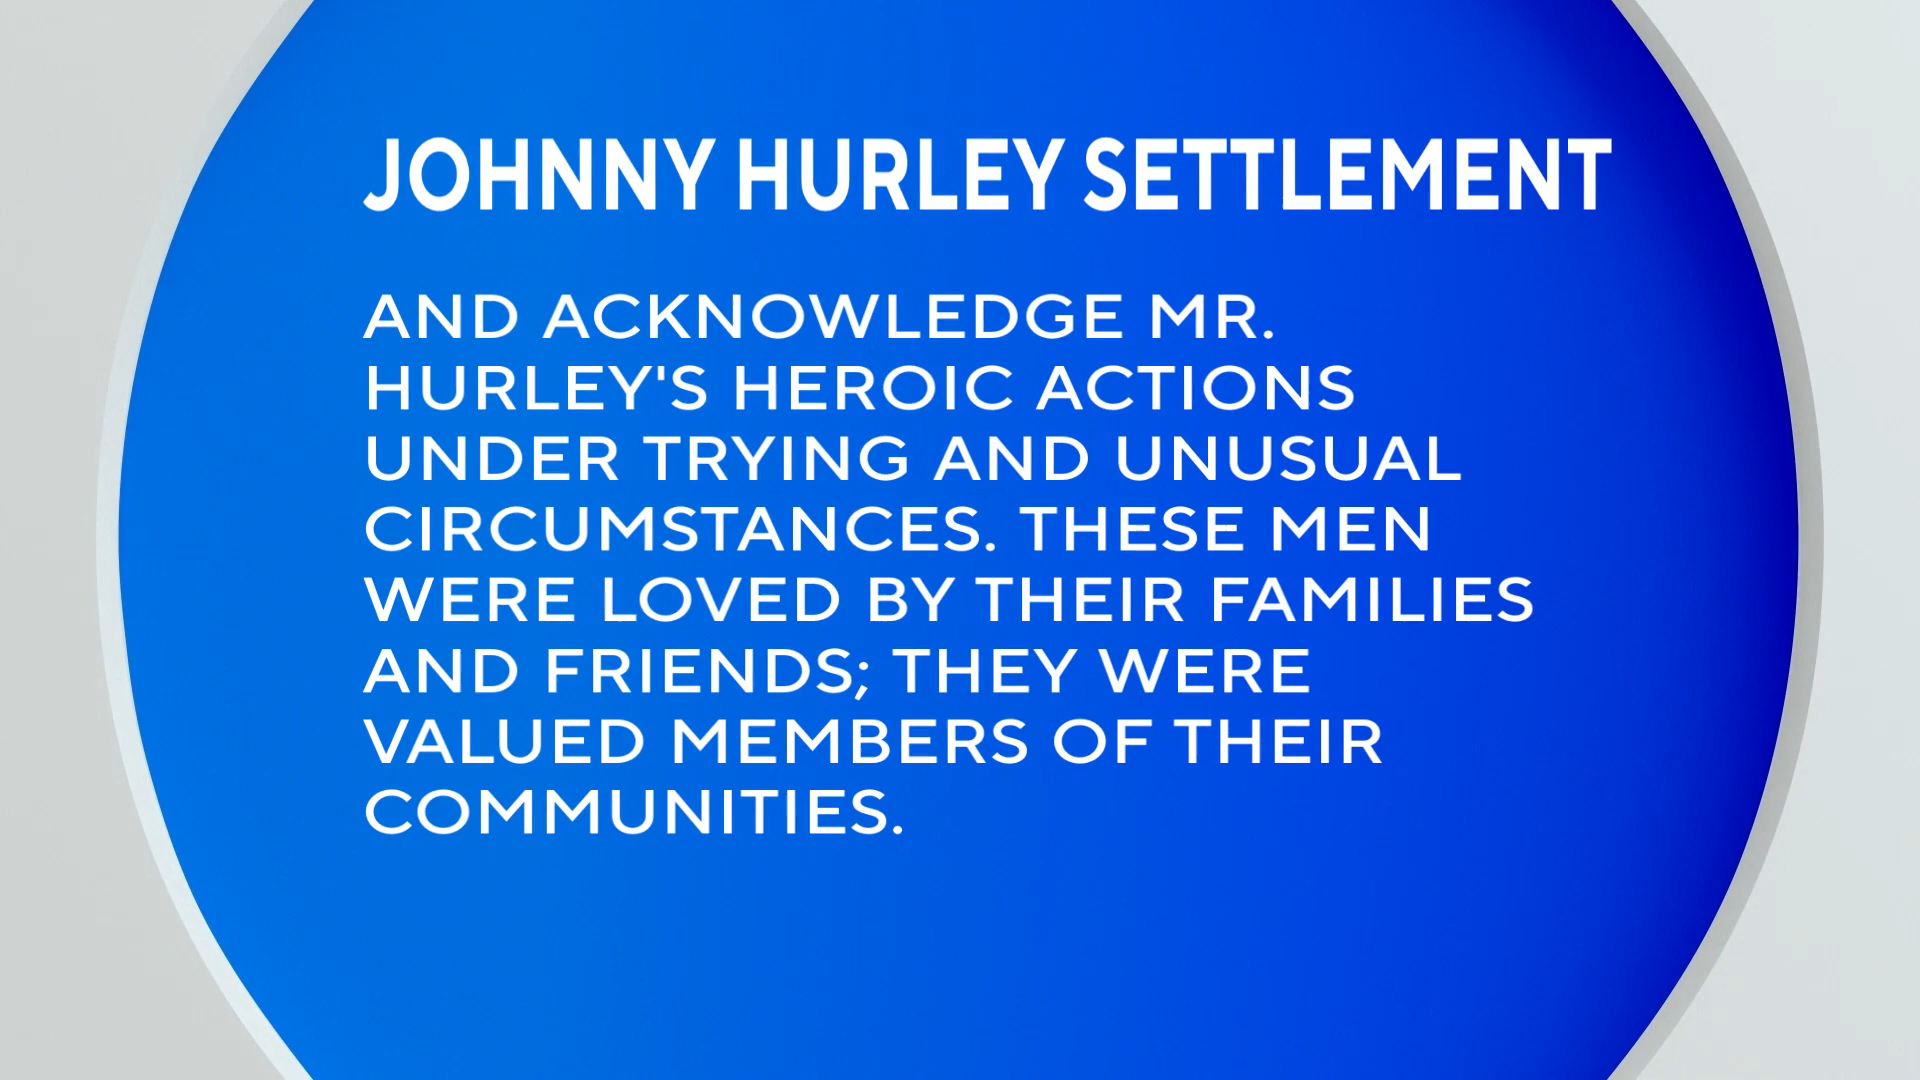 JOHNNY HURLEY SETTLEMENT
AND ACKNOWLEDGE MR.
HURLEY'S HEROIC ACTIONS
UNDER TRYING AND UNUSUAL
CIRCUMSTANCES. THESE MEN
WERE LOVED BY THEIR FAMILIES
AND FRIENDS; THEY WERE
VALUED MEMBERS OF THEIR
COMMUNITIES.